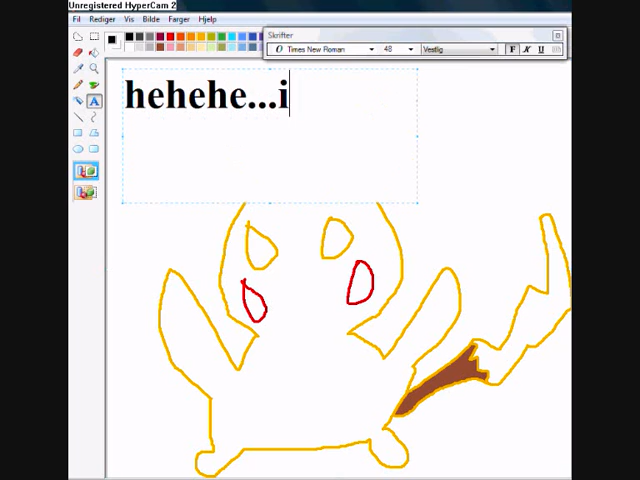 Unregistered HyperCam 2
Fil Rediger Vis Bilde Farger Hjelp
Skrifter
Times New Roman 48 Vestlig F K U
A
hehehe...i